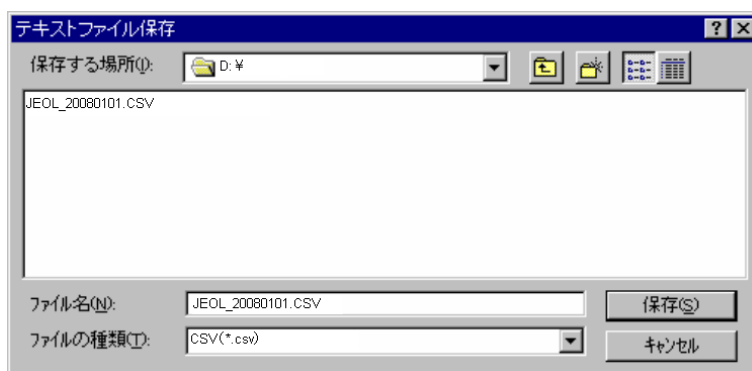 テキストファイル保存
保存する場所(I): D:¥
JEOL_20080101.CSV
ファイル名(N): JEOL_20080101.CSV 保存(S)
ファイルの種類(T): CSV(*.csv) キャンセル